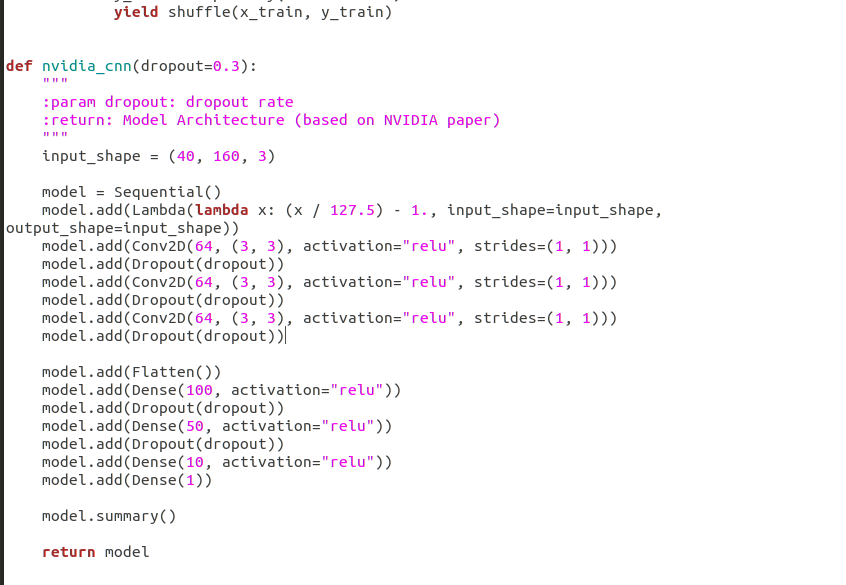 yield shuffle(x_train, y_train)
def nvidia_cnn(dropout=0.3):
"""
:param dropout: dropout rate
:return: Model Architecture (based on NVIDIA paper)
"""
input_shape = (40, 160, 3)
model = Sequential()
model.add(Lambda(lambda x: (x / 127.5) - 1., input_shape=input_shape,
output_shape=input_shape))
model.add(Conv2D(64, (3, 3), activation="relu", strides=(1, 1)))
model.add(Dropout(dropout))
model.add(Conv2D(64, (3, 3), activation="relu", strides=(1, 1)))
model.add(Dropout(dropout))
model.add(Conv2D(64, (3, 3), activation="relu", strides=(1, 1)))
model.add(Dropout(dropout))
model.add(Flatten())
model.add(Dense(100, activation="relu"))
model.add(Dropout(dropout))
model.add(Dense(50, activation="relu"))
model.add(Dropout(dropout))
model.add(Dense(10, activation="relu"))
model.add(Dense(1))
model.summary()
return model